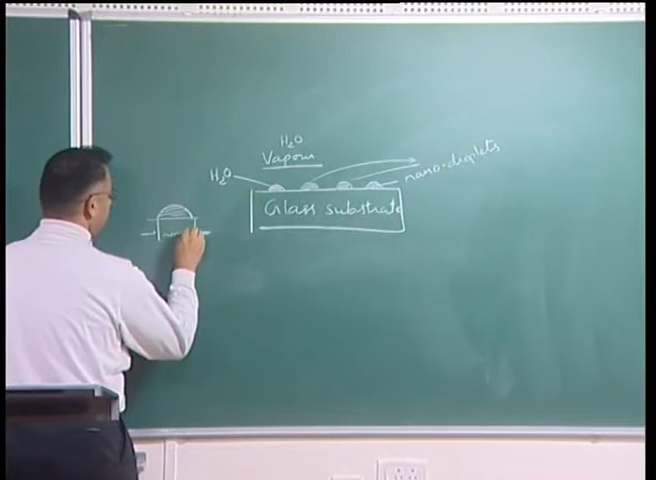 H₂O
Vapour
H₂O
nano-droplets
Glass substrate